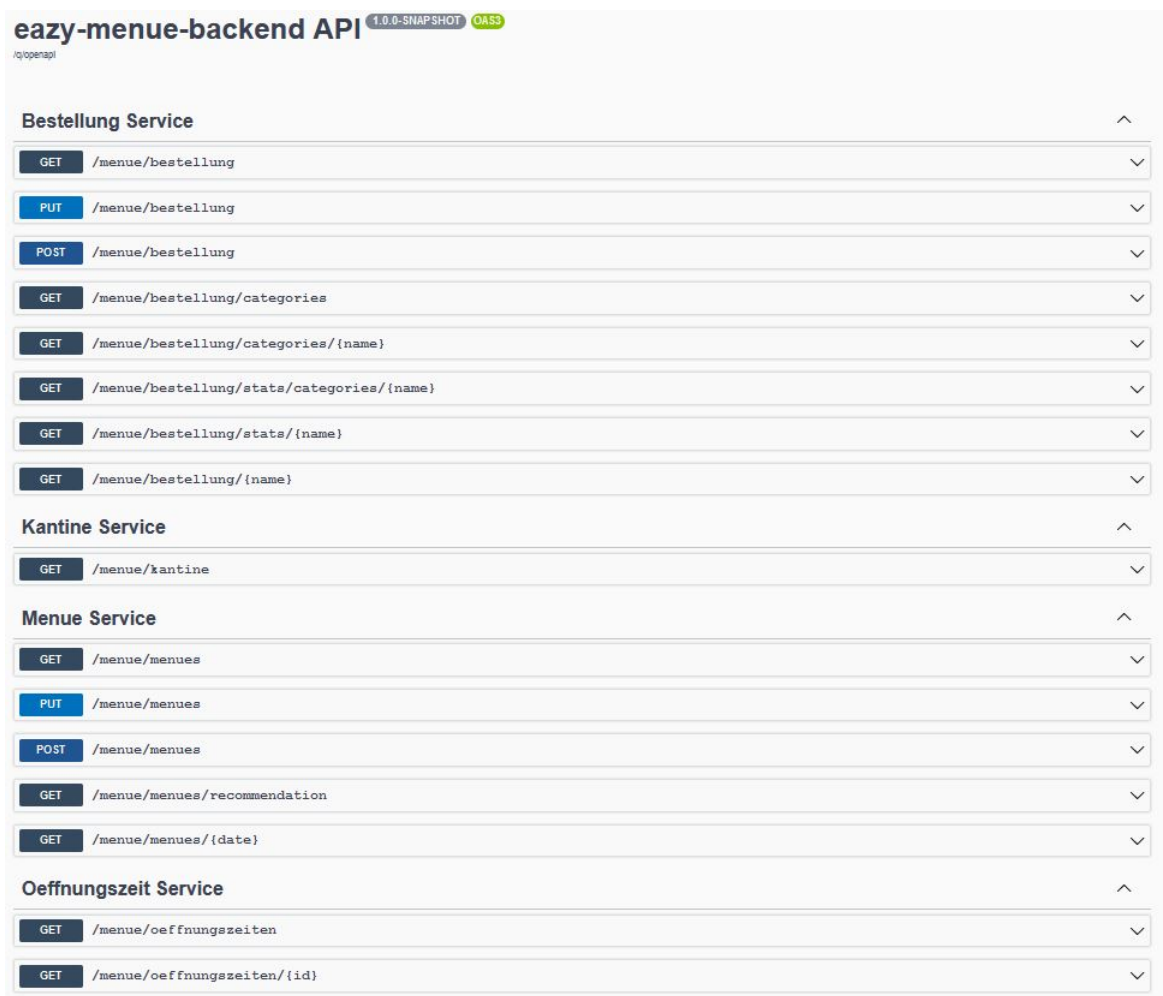 eazy-menue-backend API 1.0.0-SNAPSHOT OAS3
/q/openapi
Bestellung Service
GET /menue/bestellung
PUT /menue/bestellung
POST /menue/bestellung
GET /menue/bestellung/categories
GET /menue/bestellung/categories/{name}
GET /menue/bestellung/stats/categories/{name}
GET /menue/bestellung/stats/{name}
GET /menue/bestellung/{name}
Kantine Service
GET /menue/kantine
Menue Service
GET /menue/menues
PUT /menue/menues
POST /menue/menues
GET /menue/menues/recommendation
GET /menue/menues/{date}
Oeffnungszeit Service
GET /menue/oeffnungszeiten
GET /menue/oeffnungszeiten/{id}